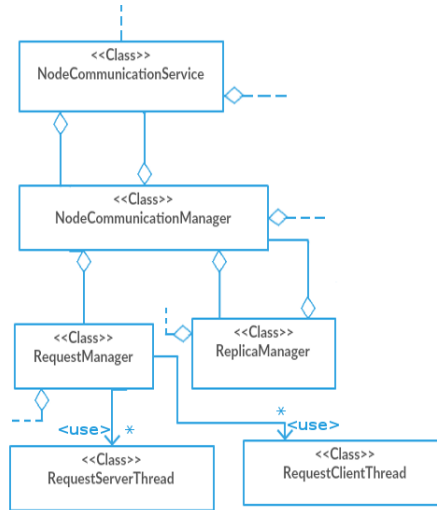 <<Class>>
NodeCommunicationService
<<Class>>
NodeCommunicationManager
<<Class>>
RequestManager
<<Class>>
ReplicaManager
<use> *
*
<use>
<<Class>>
RequestServerThread
<<Class>>
RequestClientThread